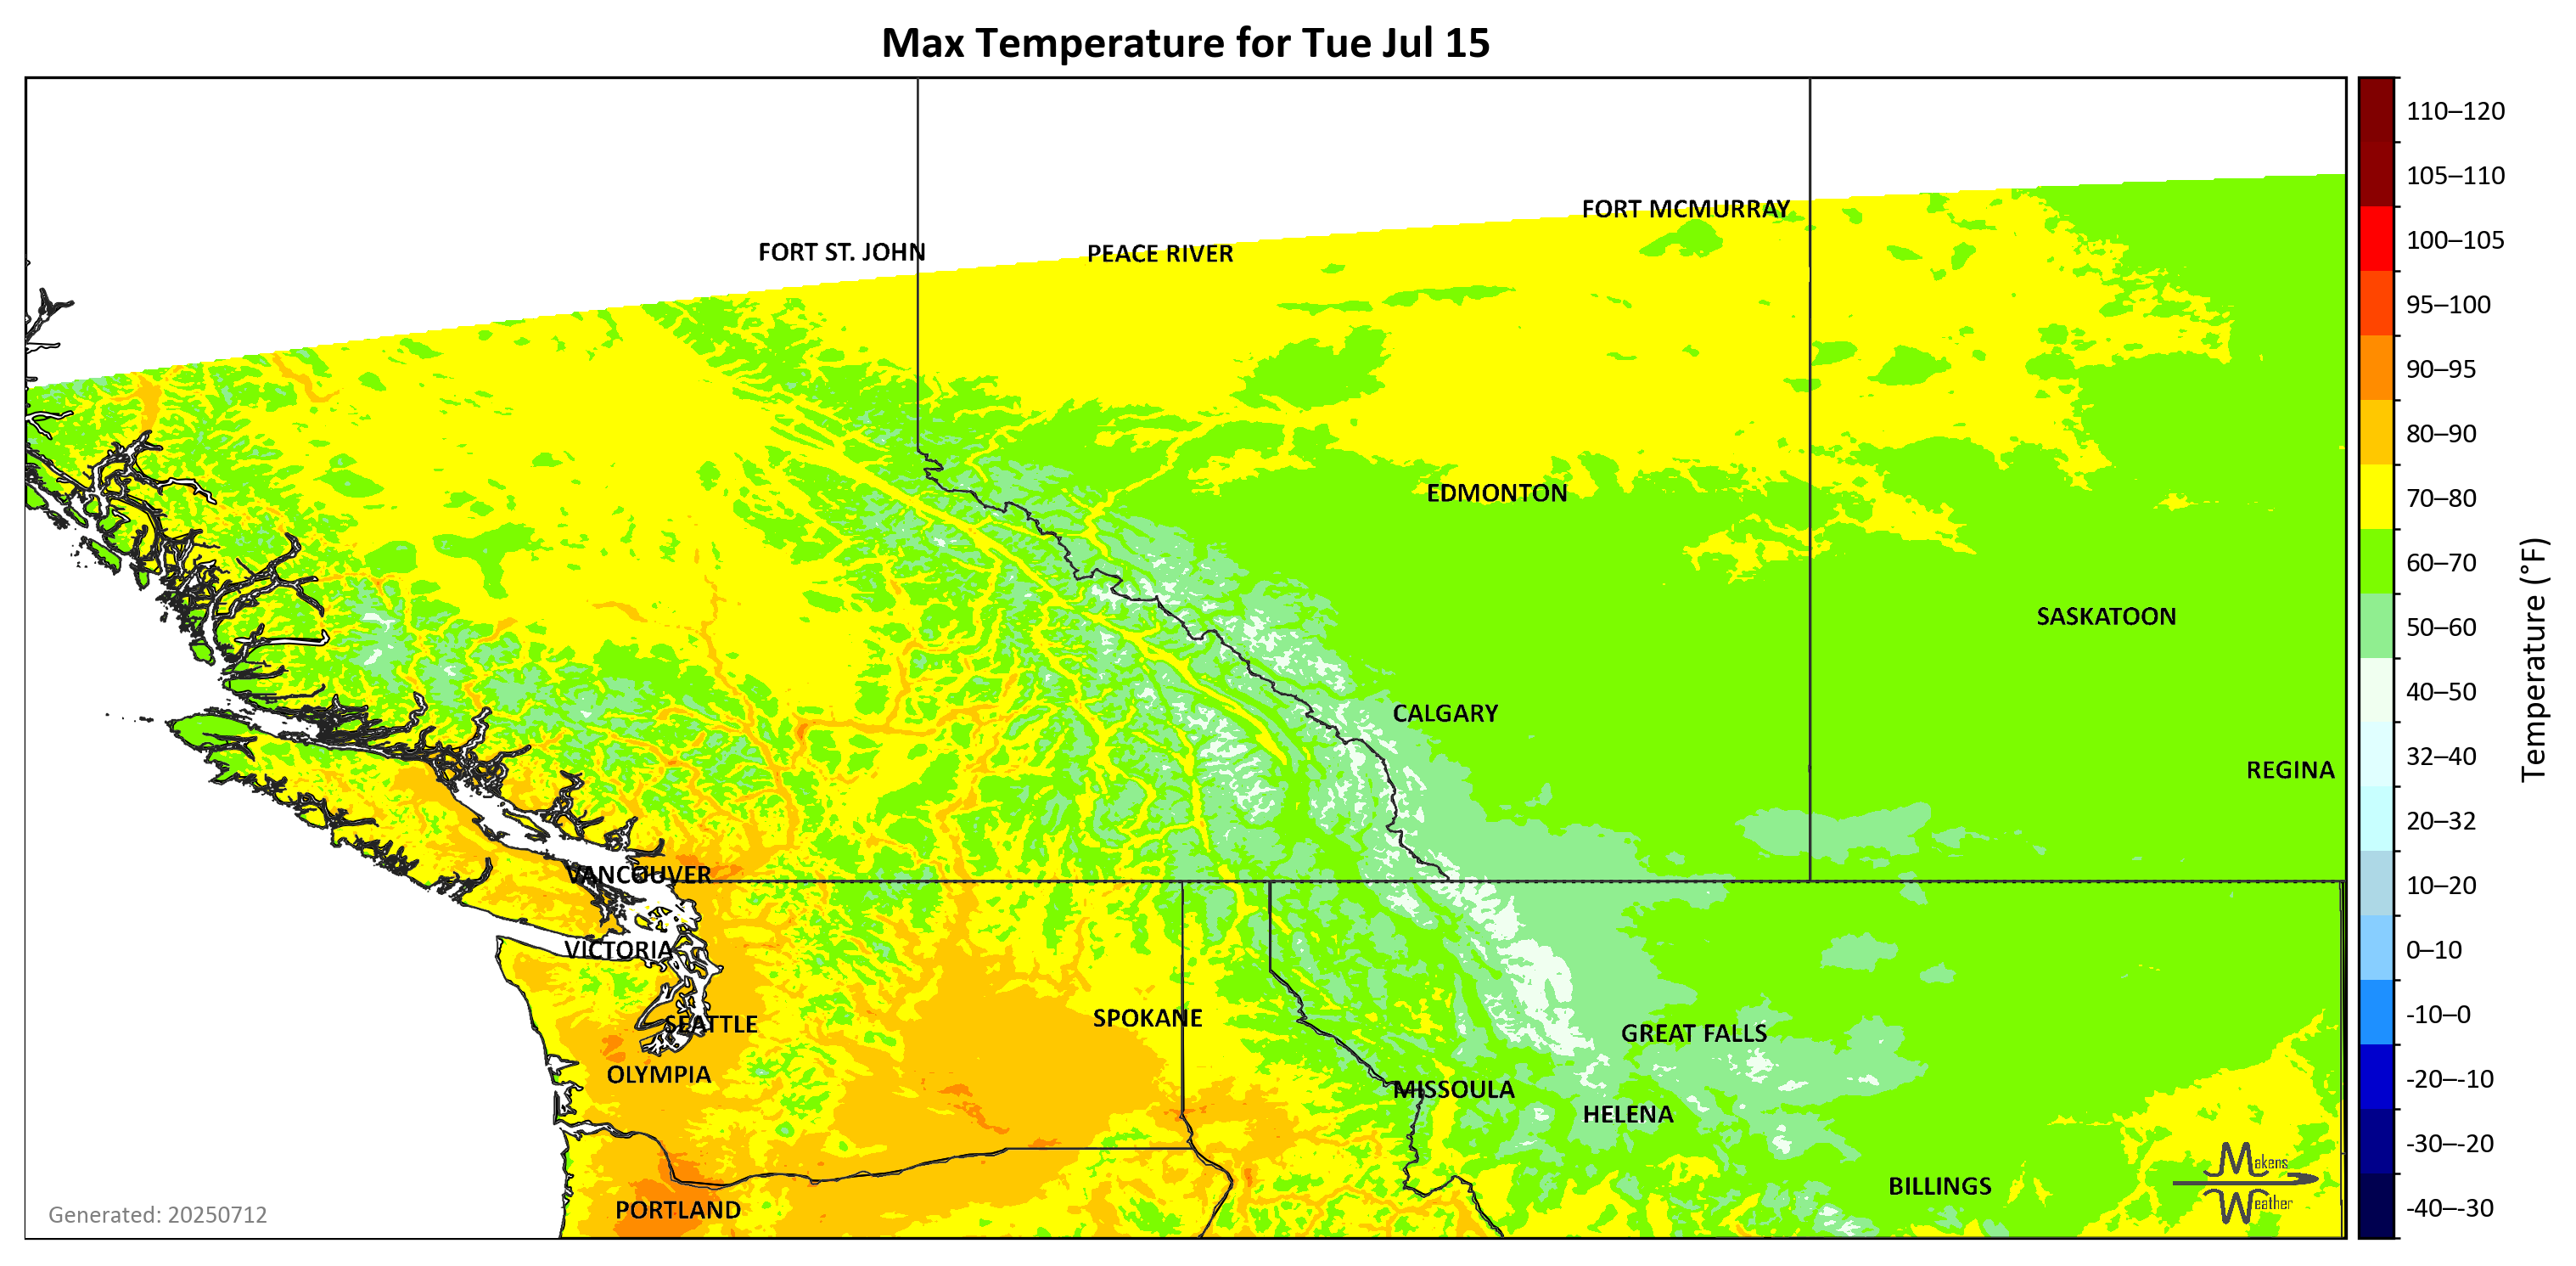 Max Temperature for Tue Jul 15
110–120
105–110
100–105
95–100
90–95
80–90
70–80
60–70
50–60
40–50
32–40
20–32
10–20
0–10
-10–0
-20–-10
-30–-20
-40–-30
Temperature (°F)
FORT MCMURRAY
FORT ST. JOHN
PEACE RIVER
EDMONTON
SASKATOON
CALGARY
REGINA
VANCOUVER
VICTORIA
SPOKANE
SEATTLE
GREAT FALLS
OLYMPIA
MISSOULA
HELENA
BILLINGS
PORTLAND
Makens
Weather
Generated: 20250712